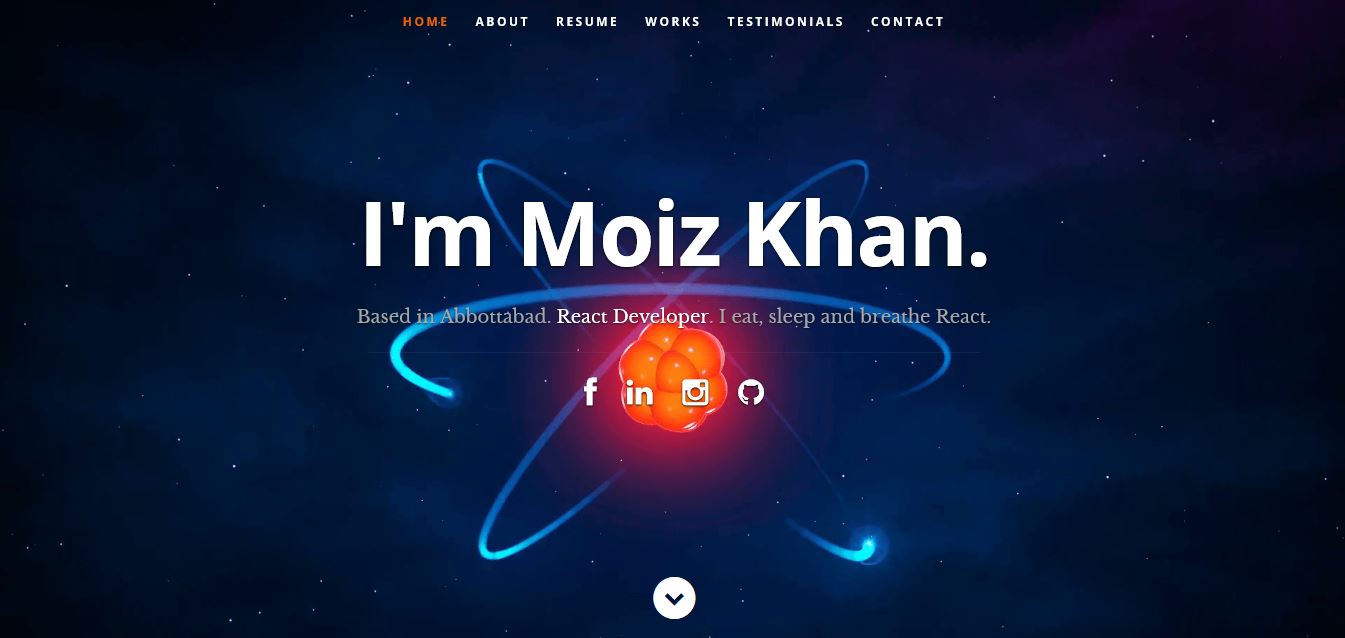 HOME ABOUT RESUME WORKS TESTIMONIALS CONTACT
I'm Moiz Khan.
Based in Abbottabad. React Developer. I eat, sleep and breathe React.